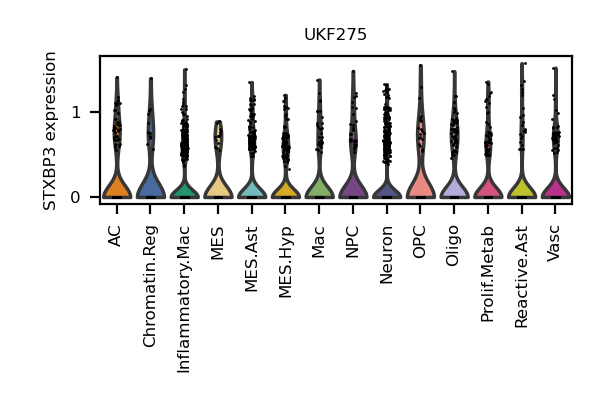 UKF275
STXBP3 expression
1
0
AC
Chromatin.Reg
Inflammatory.Mac
MES
MES.Ast
MES.Hyp
Mac
NPC
Neuron
OPC
Oligo
Prolif.Metab
Reactive.Ast
Vasc